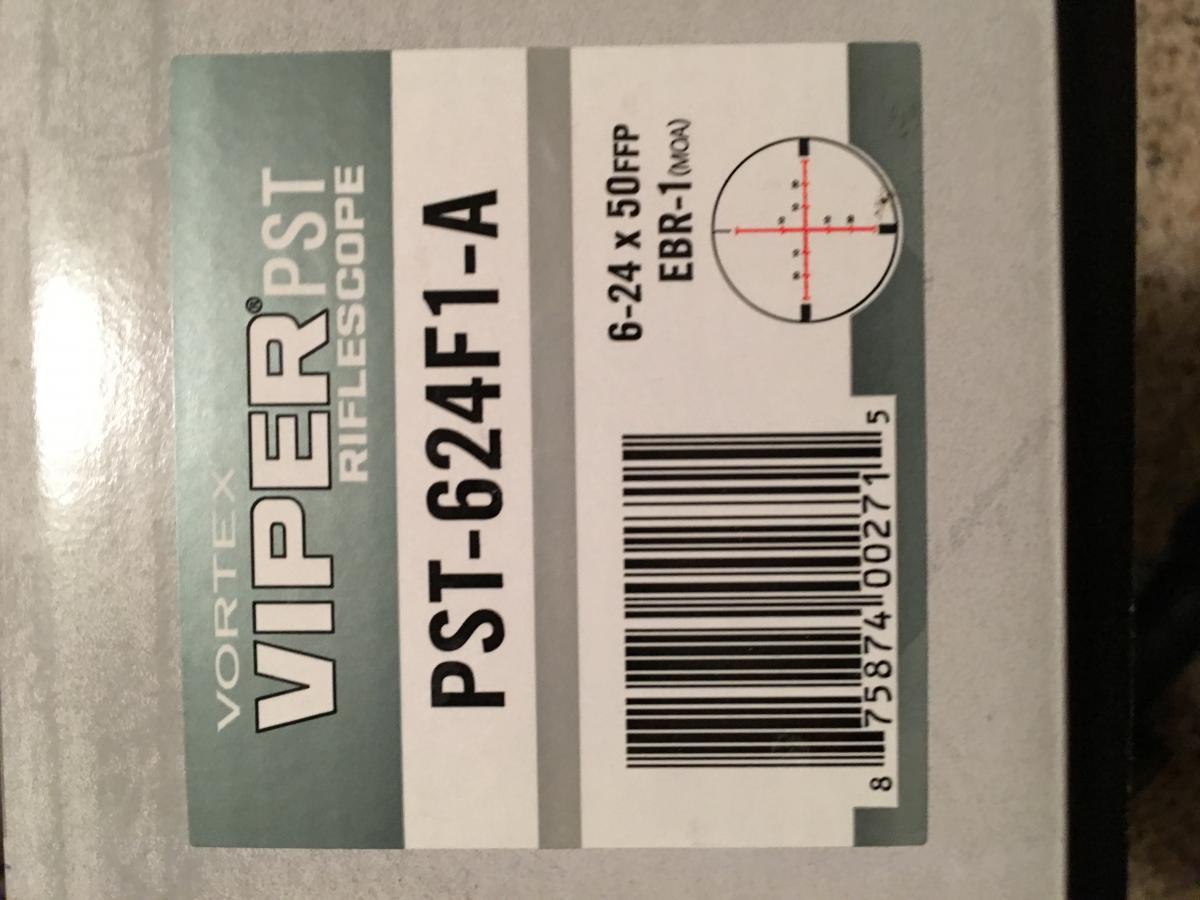 VORTEX
VIPER® PST
RIFLESCOPE
PST-624F1-A
6-24 x 50FFP
EBR-1(MOA)
8 75874 00271 5